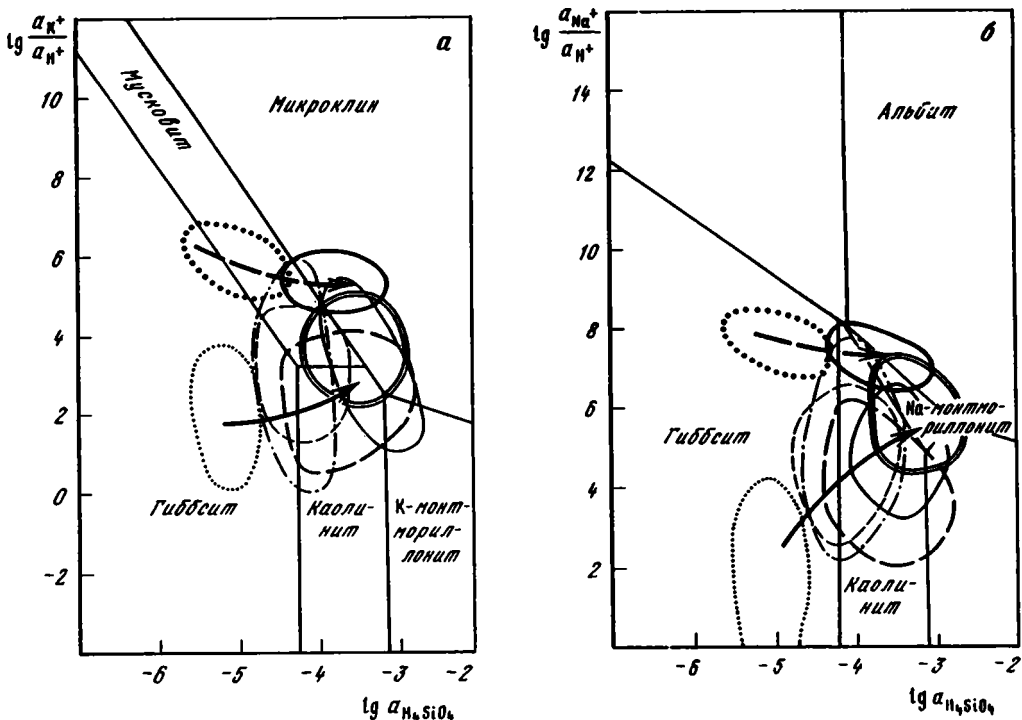 lg aK⁺/aH⁺
а
10
8
6
4
2
0
-2
Мусковит
Микроклин
Гиббсит
Каоли-
нит
К-монт-
морил-
лонит
-6
-5
-4
-3
-2
lg aH₄SiO₄
lg aNa⁺/aH⁺
б
14
12
10
8
6
4
2
Альбит
Гиббсит
Na-монтмо-
риллонит
Каоли-
нит
-6
-5
-4
-3
-2
lg aH₄SiO₄